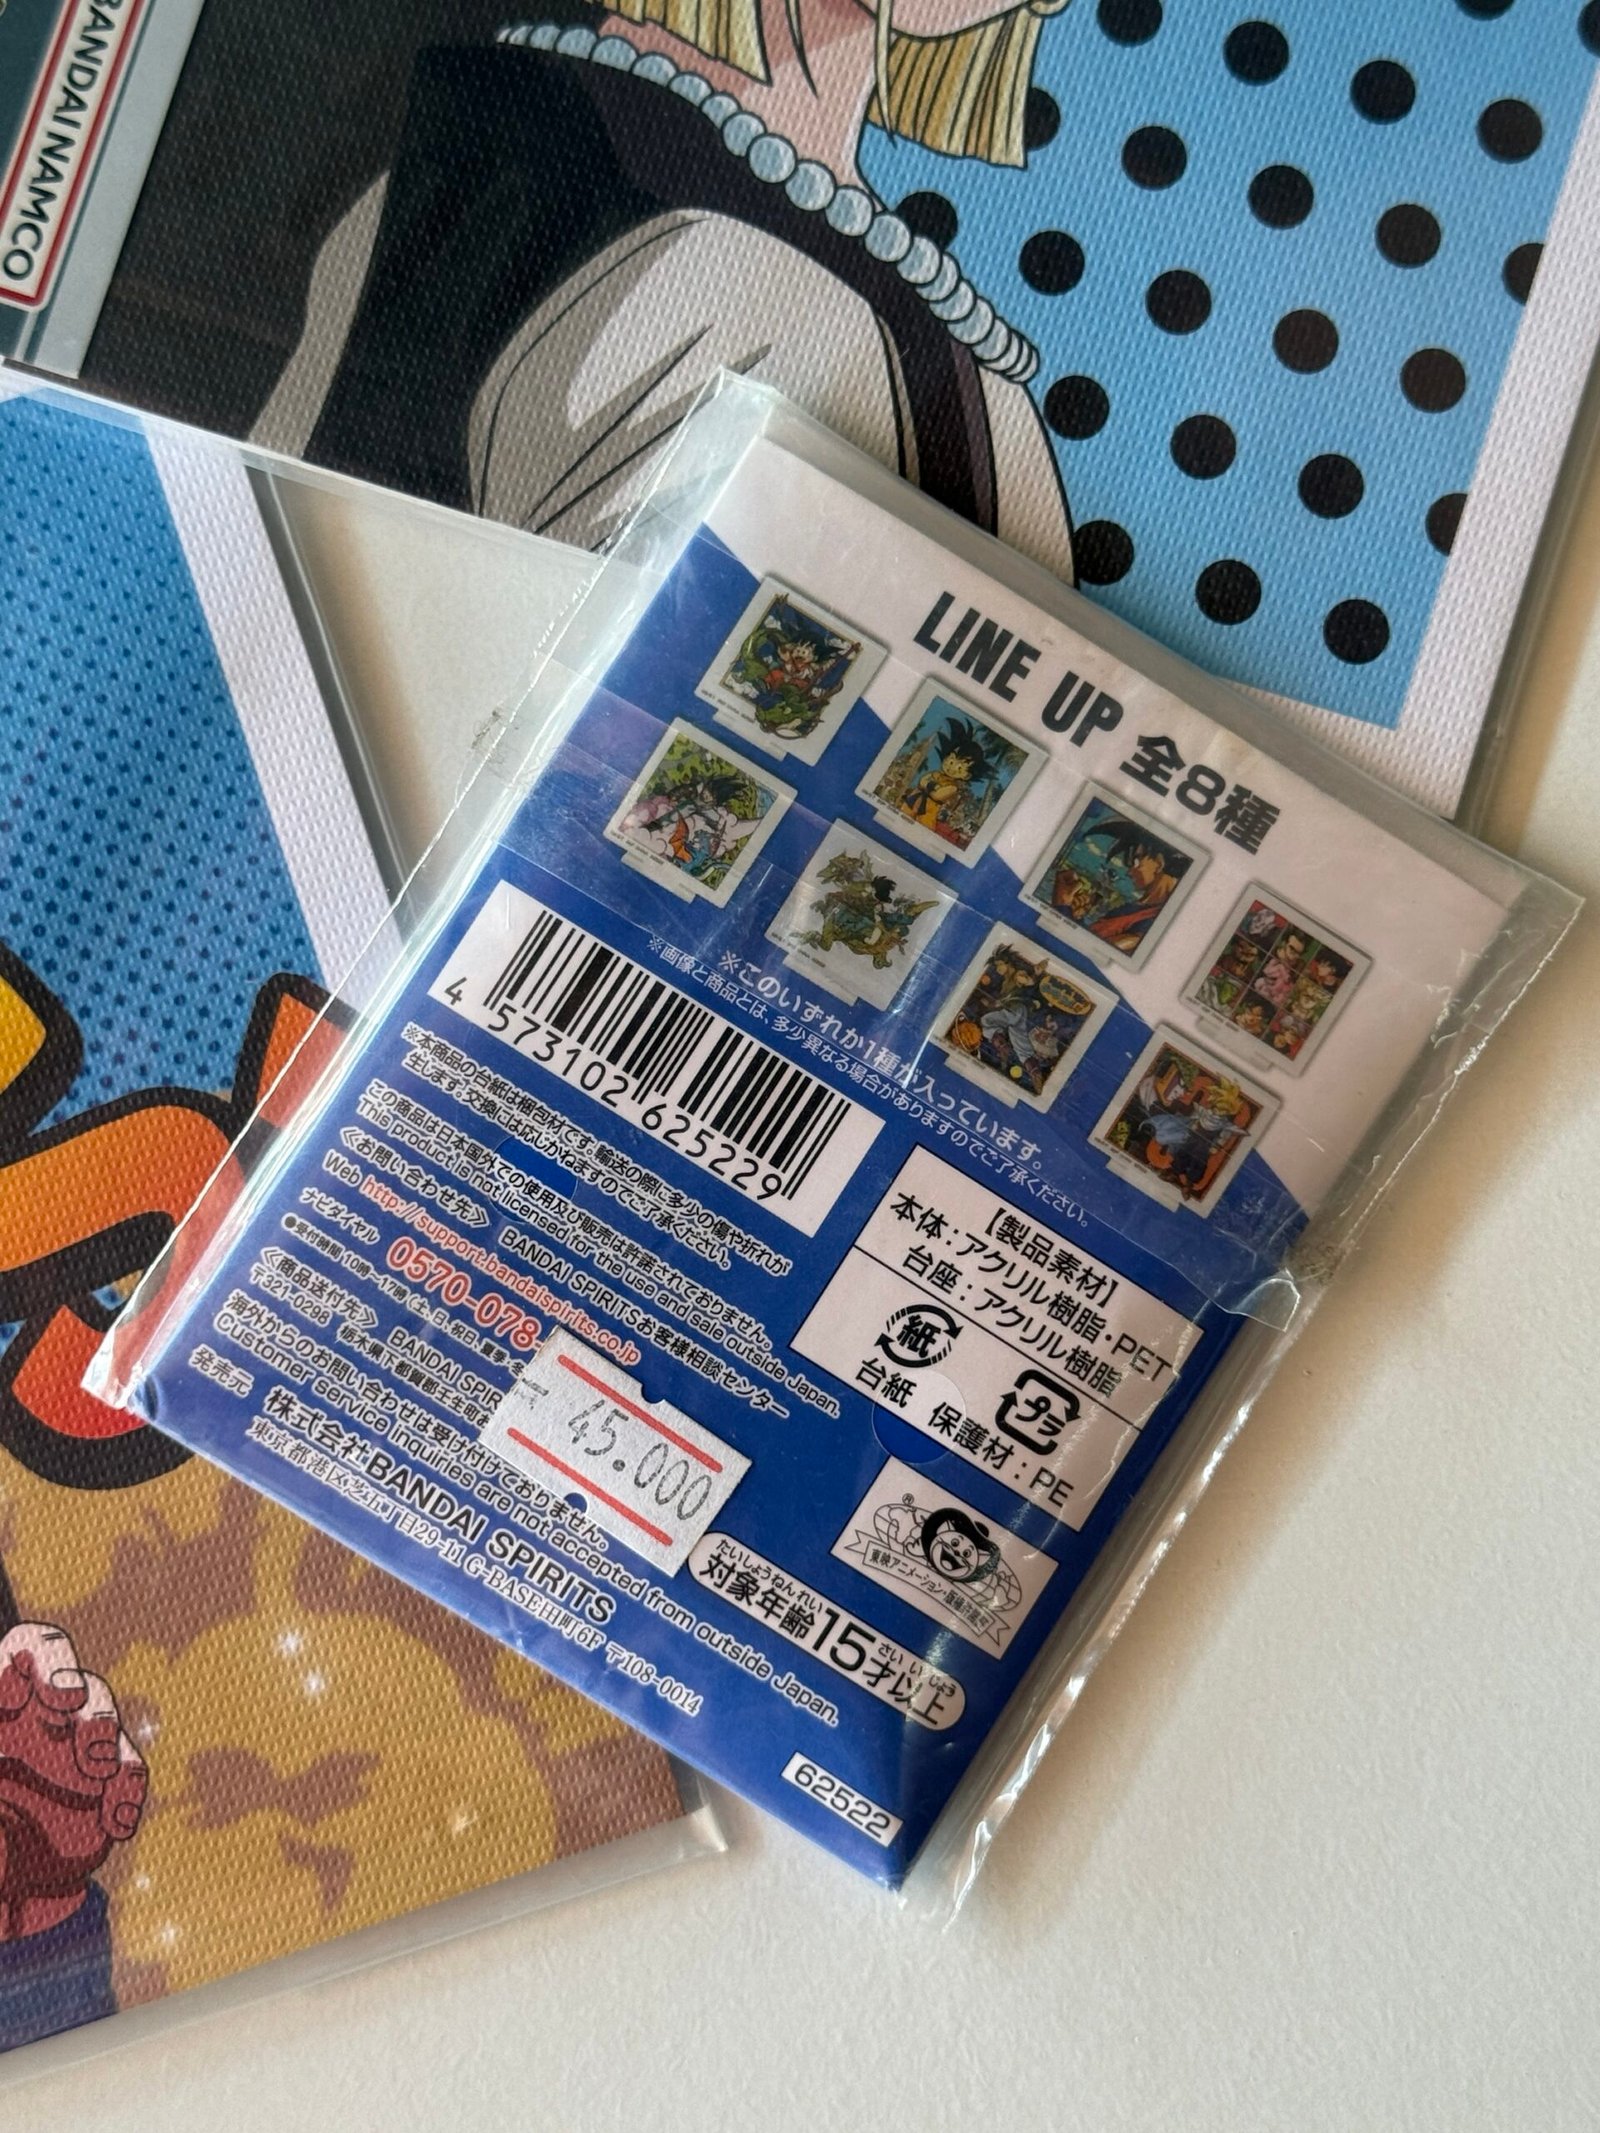 BANDAI NAMCO
LINE UP 全8種
※このいずれか1種が入っています。
※画像と商品とは、多少異なる場合がありますのでご了承ください。
4 573102 625229
※本商品の台紙は梱包材です。輸送の際に多少の傷や折れが
生じます。交換には応じかねますのでご了承ください。
この商品は日本国外での使用及び販売は許諾されておりません。
This product is not licensed for the use and sale outside Japan.
≪お問い合わせ先≫ BANDAI SPIRITSお客様相談センター
Web http://support.bandaispirits.co.jp
ナビダイヤル 0570-078-
●受付時間 10時~17時 (土、日、祝日、夏季・冬
≪商品送付先≫ BANDAI SPIR
〒321-0298 栃木県下都賀郡壬生町お
海外からのお問い合わせは受け付けておりません。
Customer service inquiries are not accepted from outside Japan.
発売元 株式会社BANDAI SPIRITS
東京都港区芝五丁目29-11 G-BASE田町6F 〒108-0014
45.000
【製品素材】
本体:アクリル樹脂・PET
台座:アクリル樹脂
紙
台紙
プラ
保護材:PE
®
東映アニメーション・版権許諾証
たいしょうねんれい
対象年齢15才以上
さい いじょう
62522